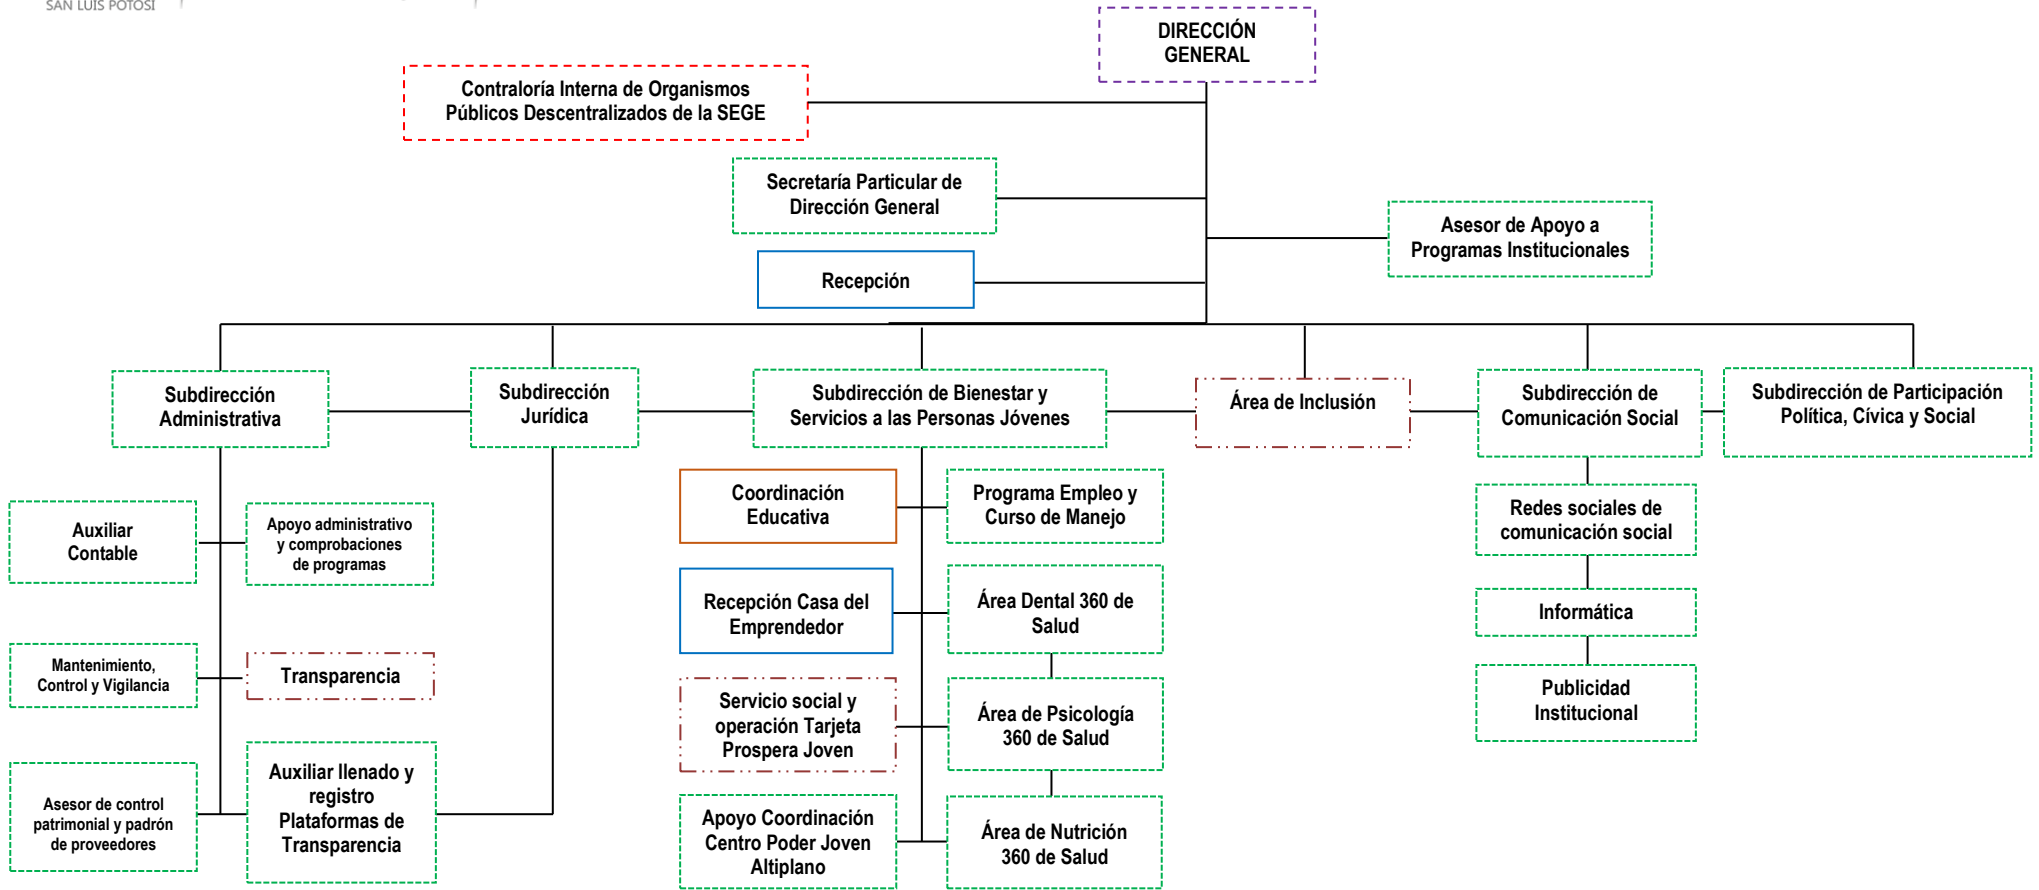 SAN LUIS POTOSÍ
DIRECCIÓN
GENERAL
Contraloría Interna de Organismos
Públicos Descentralizados de la SEGE
Secretaría Particular de
Dirección General
Asesor de Apoyo a
Programas Institucionales
Recepción
Subdirección
Administrativa
Subdirección
Jurídica
Subdirección de Bienestar y
Servicios a las Personas Jóvenes
Área de Inclusión
Subdirección de
Comunicación Social
Subdirección de Participación
Política, Cívica y Social
Auxiliar
Contable
Apoyo administrativo
y comprobaciones
de programas
Mantenimiento,
Control y Vigilancia
Transparencia
Asesor de control
patrimonial y padrón
de proveedores
Auxiliar llenado y
registro
Plataformas de
Transparencia
Coordinación
Educativa
Programa Empleo y
Curso de Manejo
Recepción Casa del
Emprendedor
Área Dental 360 de
Salud
Servicio social y
operación Tarjeta
Prospera Joven
Área de Psicología
360 de Salud
Apoyo Coordinación
Centro Poder Joven
Altiplano
Área de Nutrición
360 de Salud
Redes sociales de
comunicación social
Informática
Publicidad
Institucional